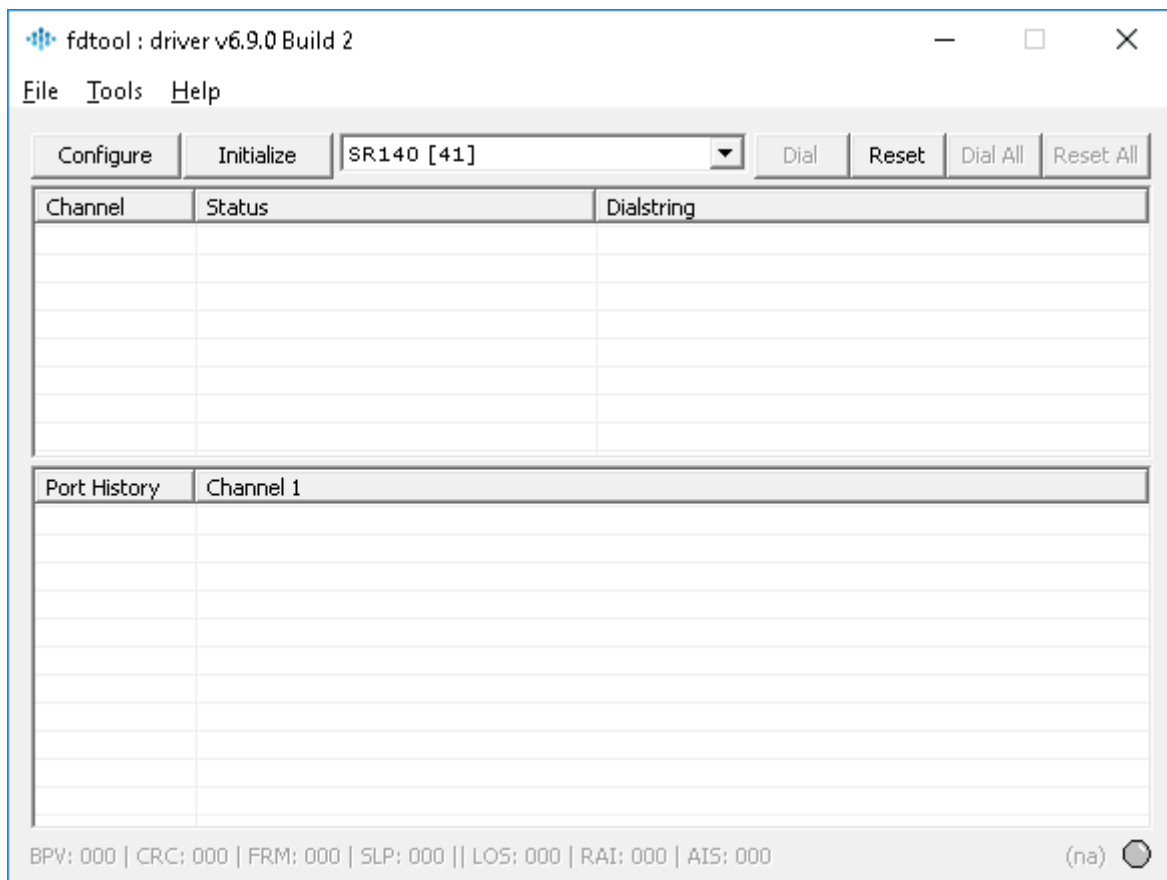 fdtool : driver v6.9.0 Build 2
File Tools Help
Configure Initialize SR140 [41] Dial Reset Dial All Reset All
Channel Status Dialstring
Port History Channel 1
BPV: 000 | CRC: 000 | FRM: 000 | SLP: 000 || LOS: 000 | RAI: 000 | AIS: 000 (na)